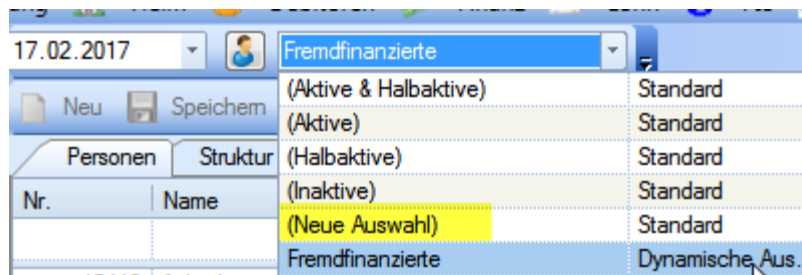 17.02.2017 Fremdfinanzierte
(Aktive & Halbaktive) Standard
Neu Speichern
(Aktive) Standard
Personen Struktur (Halbaktive) Standard
(Inaktive) Standard
Nr. Name
(Neue Auswahl) Standard
Fremdfinanzierte Dynamische Aus.